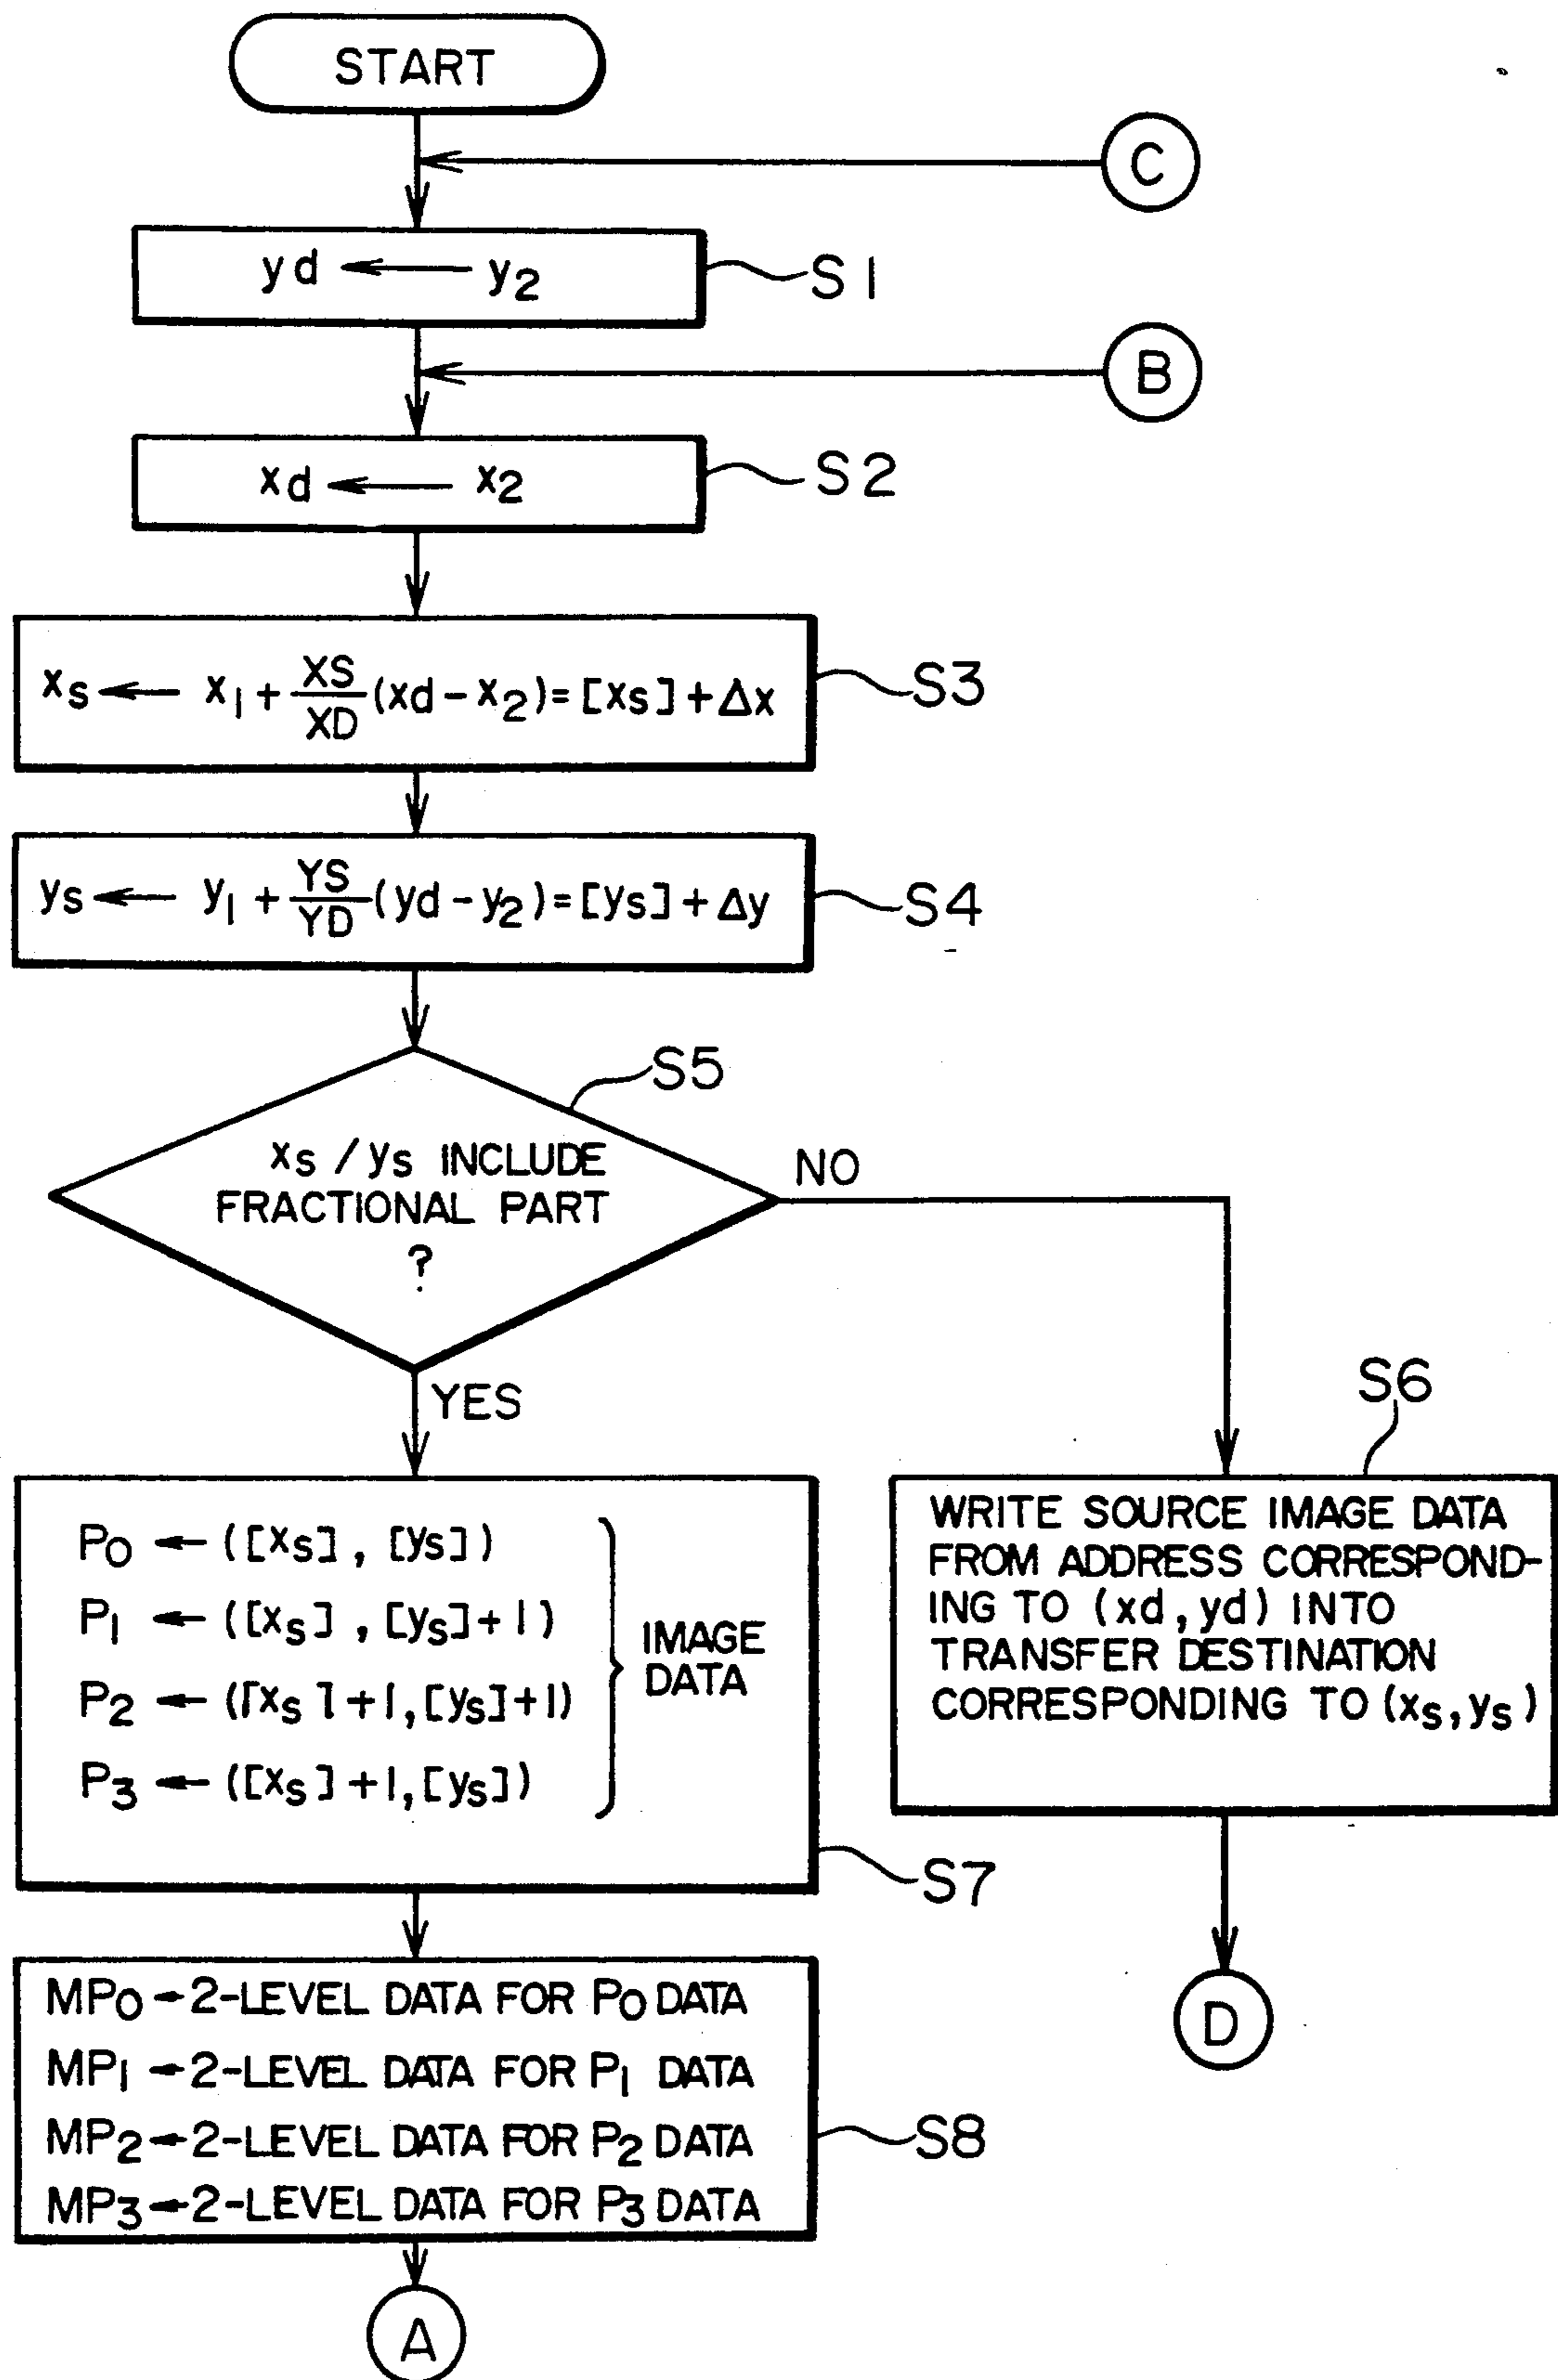 START
C
yd ← y₂
S1
B
xd ← x₂
S2
xₛ ← x₁ + XS/XD (xd - x₂) = [xₛ] + Δx
S3
yₛ ← y₁ + YS/YD (yd - y₂) = [yₛ] + Δy
S4
S5
xₛ / yₛ INCLUDE
FRACTIONAL PART
?
NO
YES
S6
WRITE SOURCE IMAGE DATA
FROM ADDRESS CORRESPOND-
ING TO (xd, yd) INTO
TRANSFER DESTINATION
CORRESPONDING TO (xₛ, yₛ)
P₀ ← ([xₛ], [yₛ])
P₁ ← ([xₛ], [yₛ]+1)
P₂ ← ([xₛ]+1, [yₛ]+1)
P₃ ← ([xₛ]+1, [yₛ])
IMAGE
DATA
S7
D
MP₀ ← 2-LEVEL DATA FOR P₀ DATA
MP₁ ← 2-LEVEL DATA FOR P₁ DATA
MP₂ ← 2-LEVEL DATA FOR P₂ DATA
MP₃ ← 2-LEVEL DATA FOR P₃ DATA
S8
A